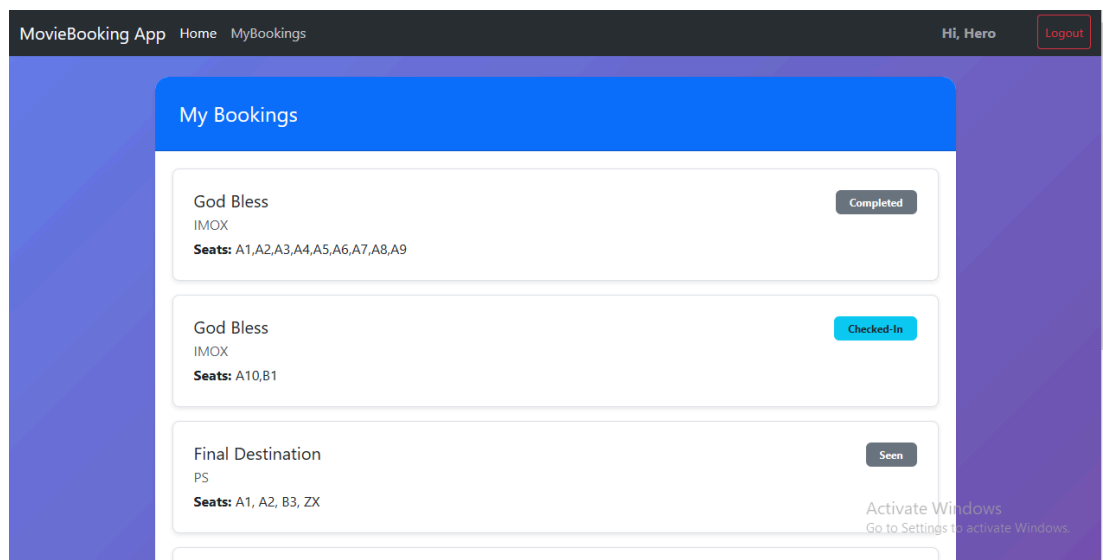 MovieBooking App Home MyBookings Hi, Hero Logout
My Bookings
God Bless Completed
IMOX
Seats: A1,A2,A3,A4,A5,A6,A7,A8,A9
God Bless Checked-In
IMOX
Seats: A10,B1
Final Destination Seen
PS
Seats: A1, A2, B3, ZX
Activate Windows
Go to Settings to activate Windows.